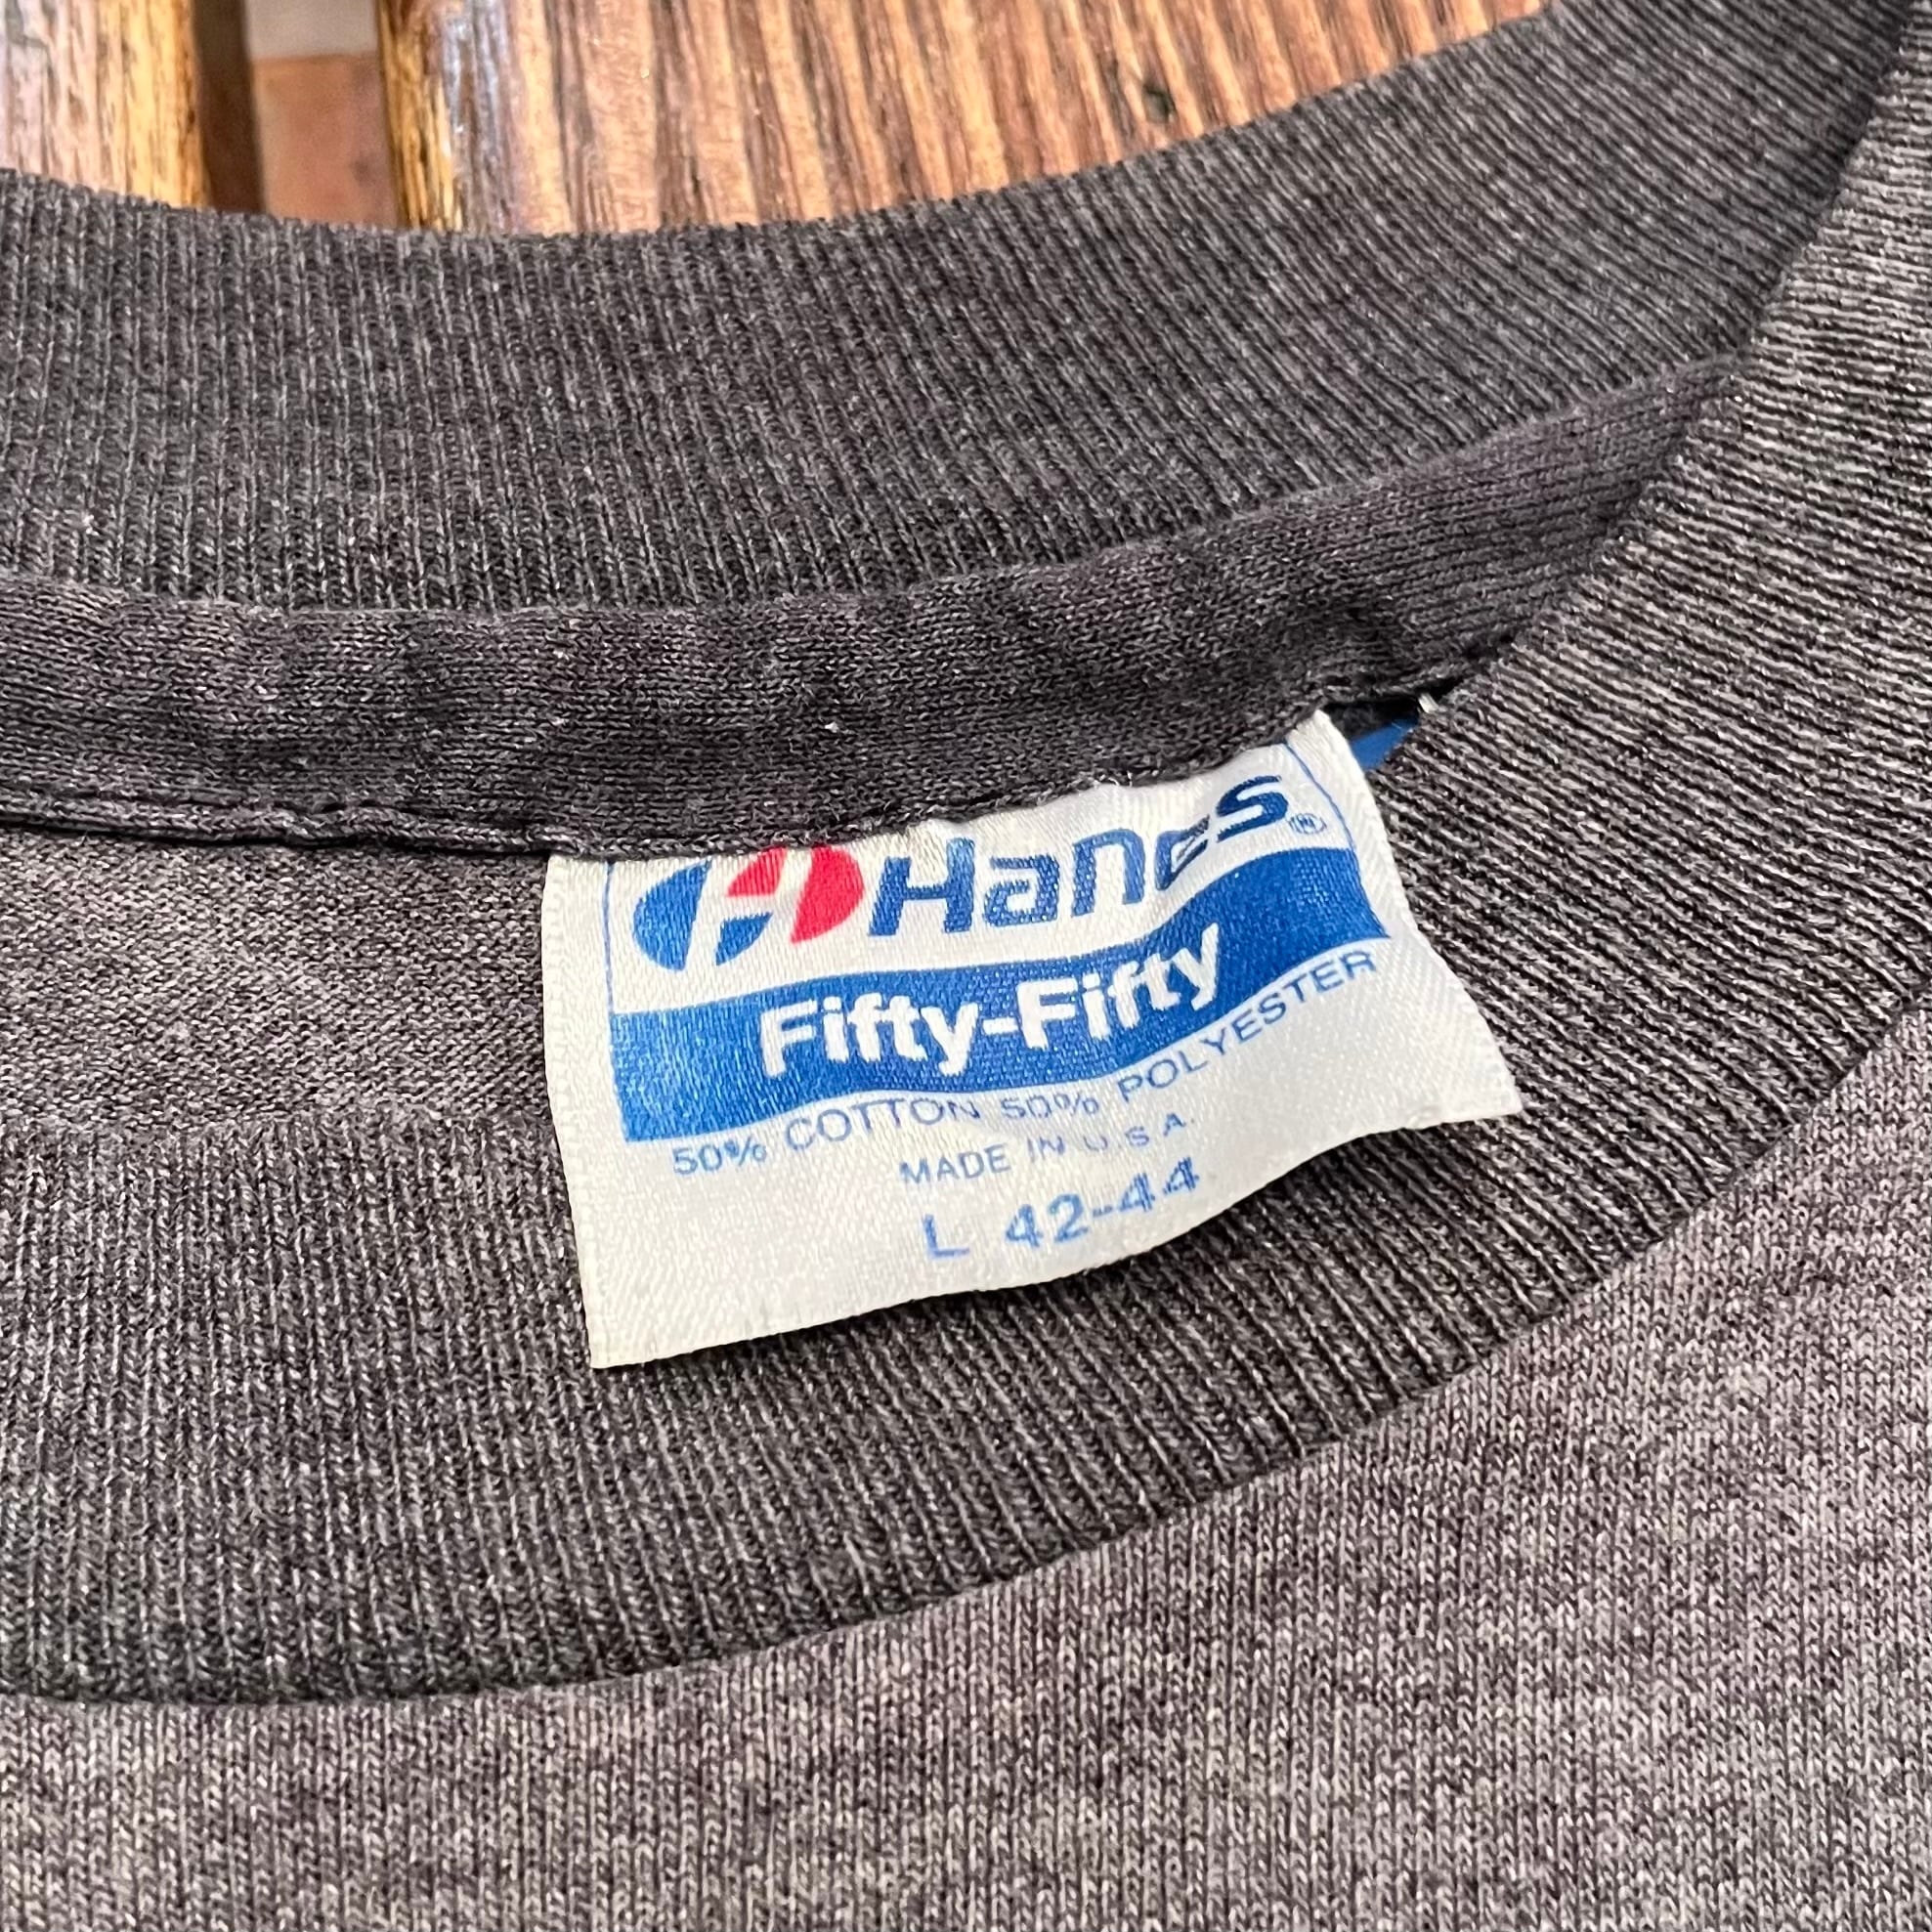 Hanes®
Fifty-Fifty
50% COTTON 50% POLYESTER
MADE IN U.S.A.
L 42-44